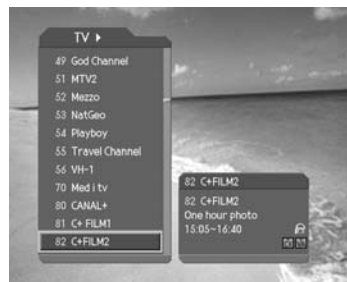 TV
49 God Channel
51 MTV2
52 Mezzo
53 NatGeo
54 Playboy
55 Travel Channel
56 VH-1
70 Med i tv
80 CANAL+
81 C+ FILM1
82 C+FILM2
82 C+FILM2
82 C+FILM2
One hour photo
15:05~16:40